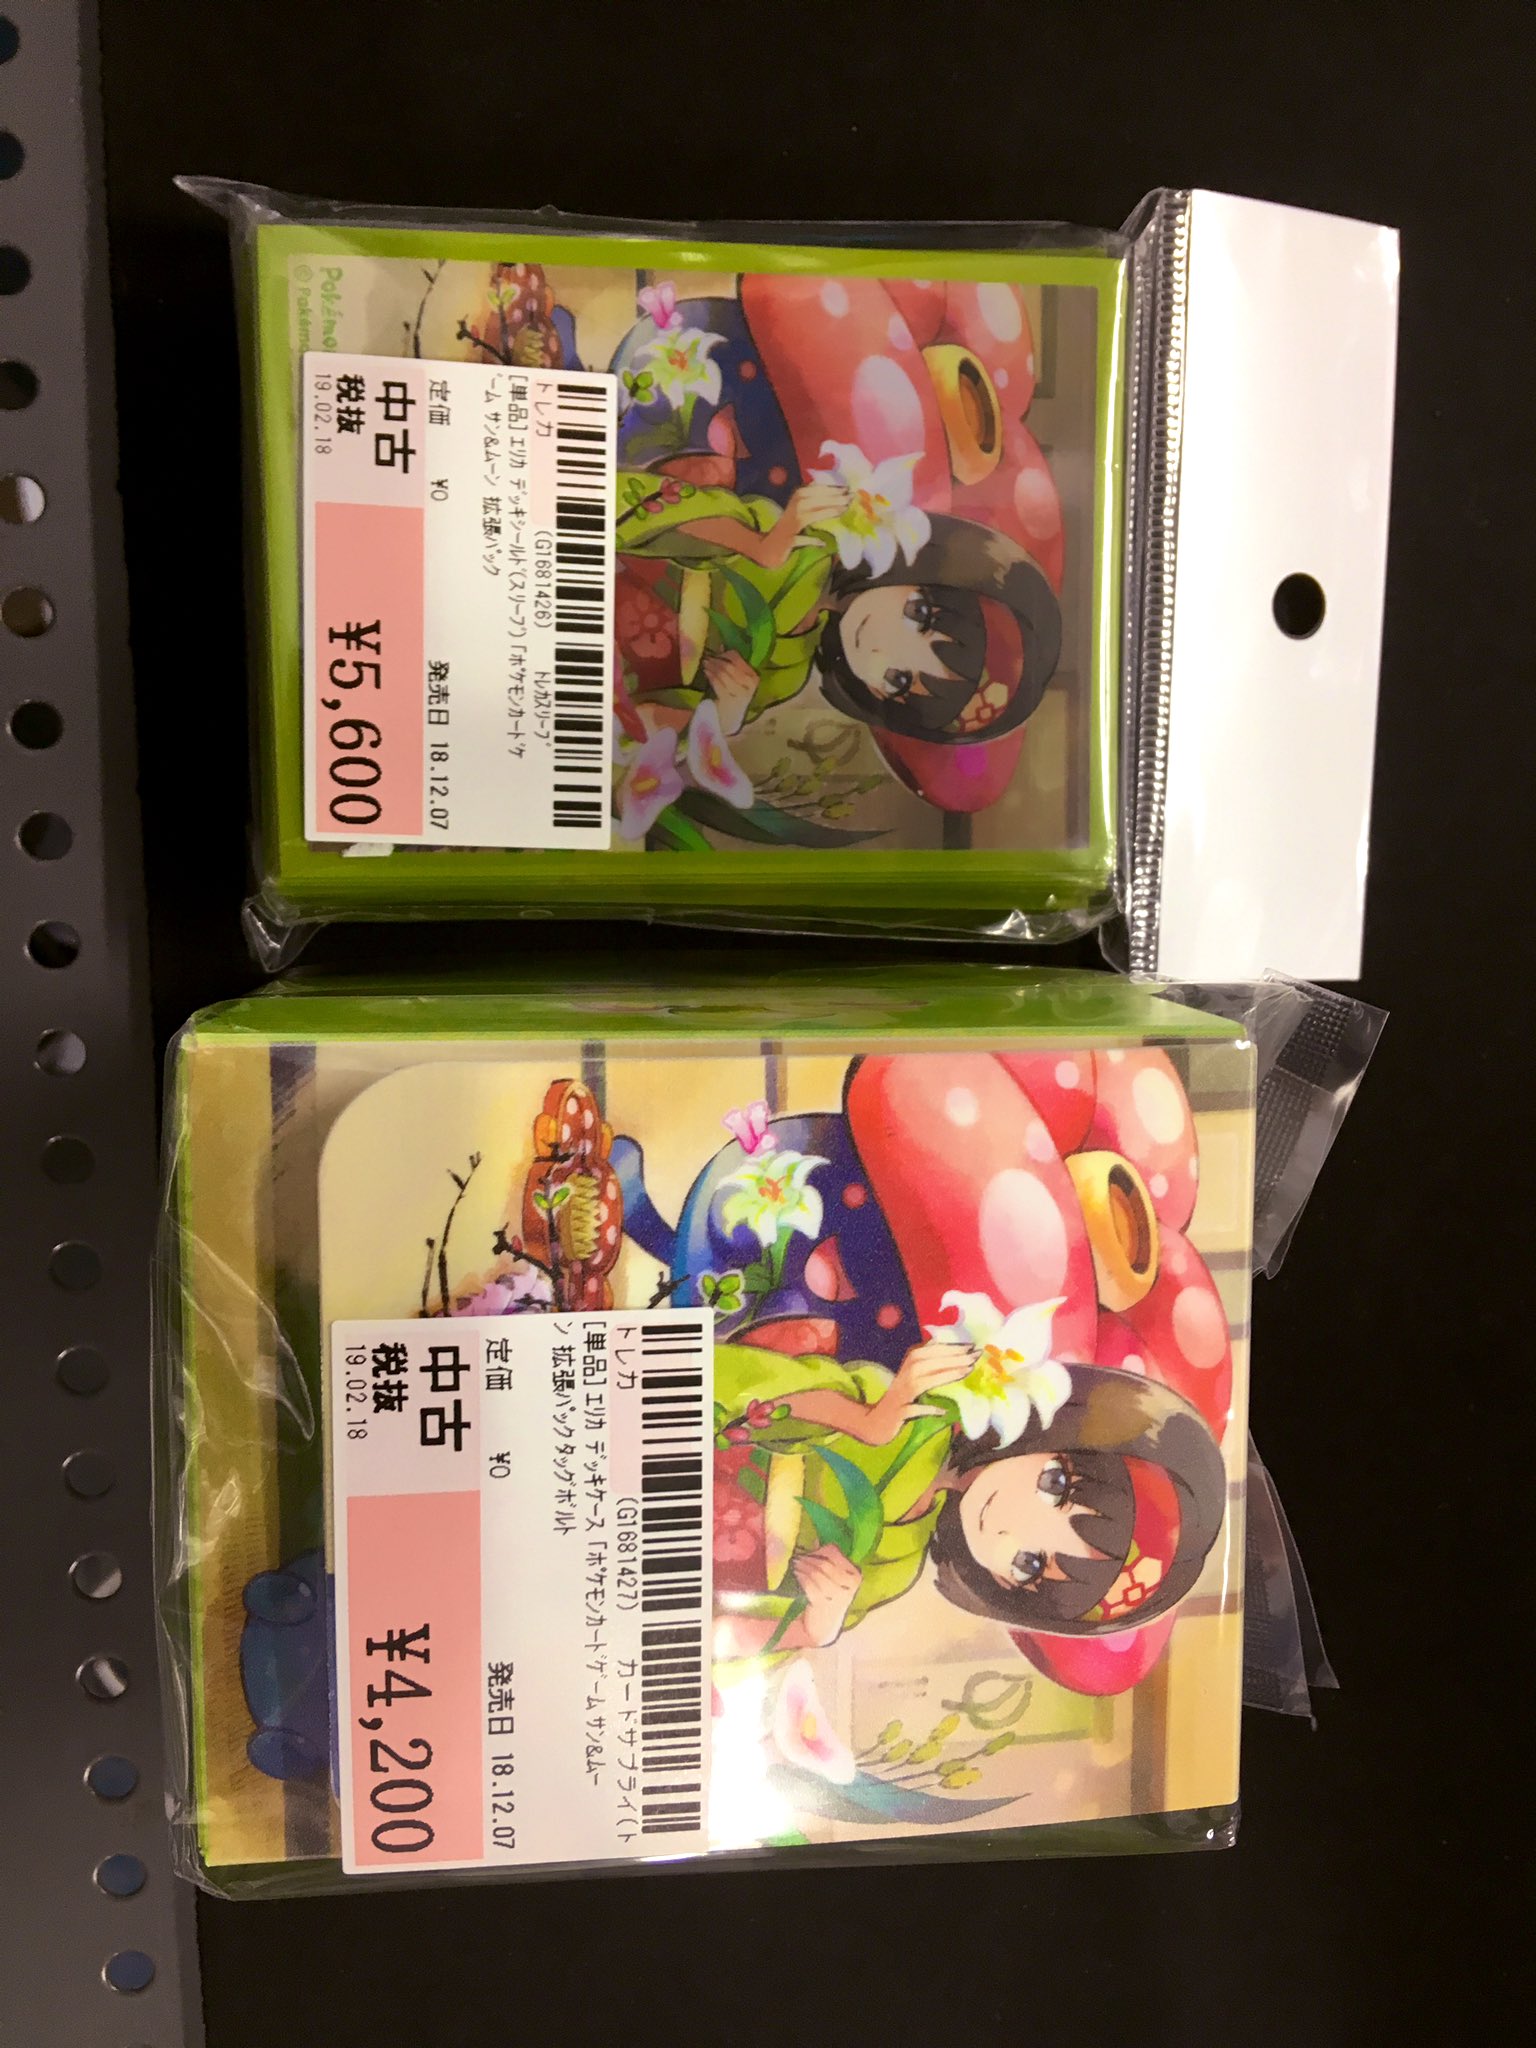 Pokémo
© Pokémo
トレカ (G1681426) トレカスリーブ
[単品] エリカ デッキシールド(スリーブ)「ポケモンカードゲ
ーム サン&ムーン 拡張パック
定価 ¥0 発売日 18.12.07
中古
税抜
19.02.18
¥5,600
トレカ (G1681427) カードサプライ(ト
[単品] エリカ デッキケース「ポケモンカードゲーム サン&ムー
ン 拡張パック タッグボルト
定価 ¥0 発売日 18.12.07
中古
税抜
19.02.18
¥4,200